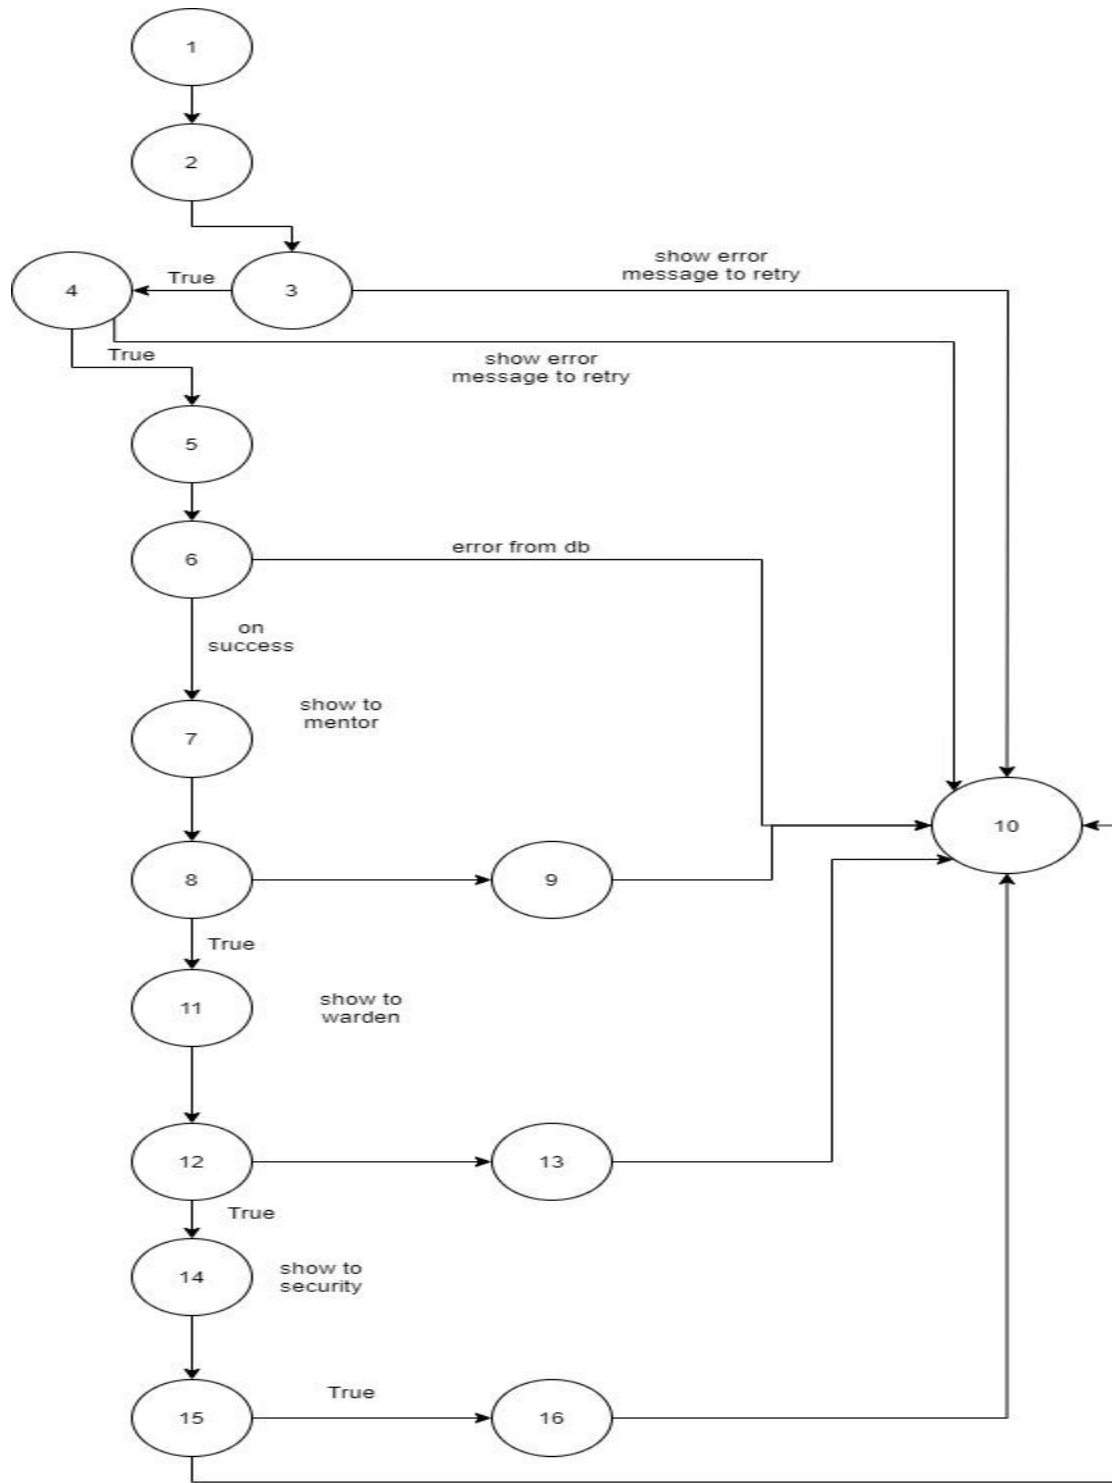 1
2
show error
message to retry
4
True
3
True
show error
message to retry
5
6
error from db
on
success
show to
mentor
7
10
8
9
True
11
show to
warden
12
13
True
14
show to
security
True
15
16